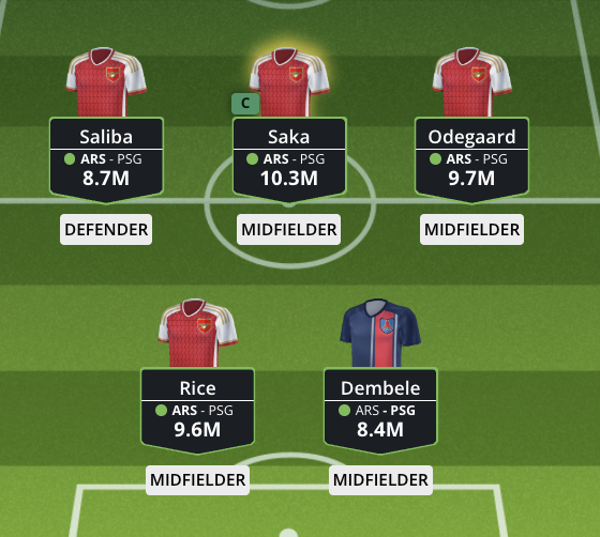 C
Saliba
ARS - PSG
8.7M
DEFENDER
Saka
ARS - PSG
10.3M
MIDFIELDER
Odegaard
ARS - PSG
9.7M
MIDFIELDER
Rice
ARS - PSG
9.6M
MIDFIELDER
Dembele
ARS - PSG
8.4M
MIDFIELDER